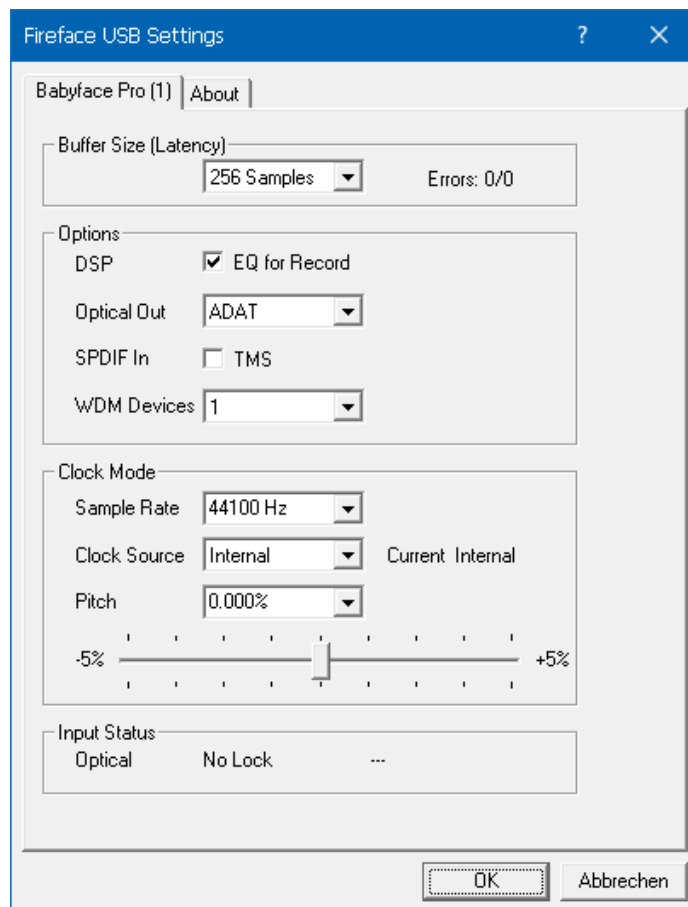 Fireface USB Settings ? ×
Babyface Pro (1) About
Buffer Size (Latency)
256 Samples Errors: 0/0
Options
DSP EQ for Record
Optical Out ADAT
SPDIF In TMS
WDM Devices 1
Clock Mode
Sample Rate 44100 Hz
Clock Source Internal Current Internal
Pitch 0.000%
-5% +5%
Input Status
Optical No Lock ---
OK Abbrechen